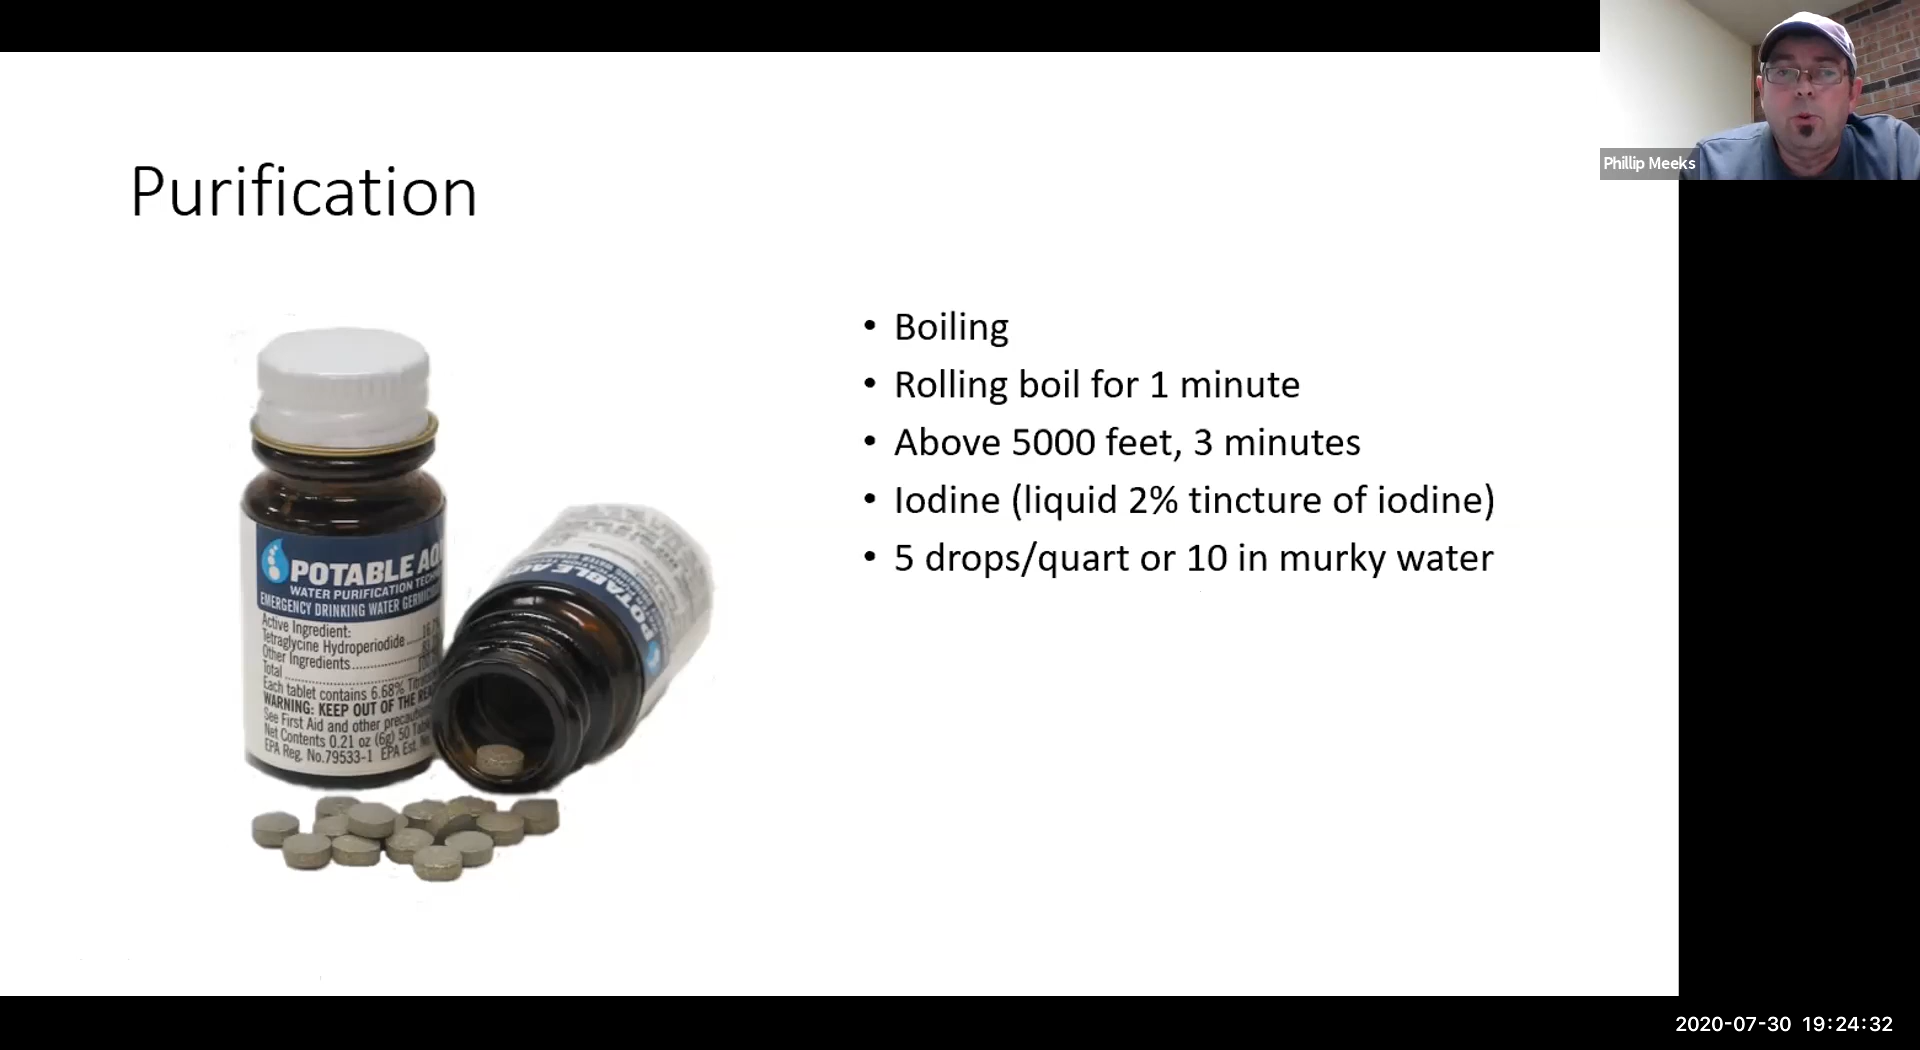 Phillip Meeks
Purification
• Boiling
• Rolling boil for 1 minute
• Above 5000 feet, 3 minutes
• Iodine (liquid 2% tincture of iodine)
• 5 drops/quart or 10 in murky water
POTABLE
WATER PURIFICATION
EMERGENCY DRINKING WATER
Active Ingredient:
Tetraglycine Hydroperiodide
Other Ingredients
Total
Each tablet contains 6.68%
WARNING: KEEP OUT OF THE
See First Aid and other
Net Contents 0.21 oz (6g) 50
EPA Reg. No.79533-1 EPA Est.
POTABLE
2020-07-30 19:24:32